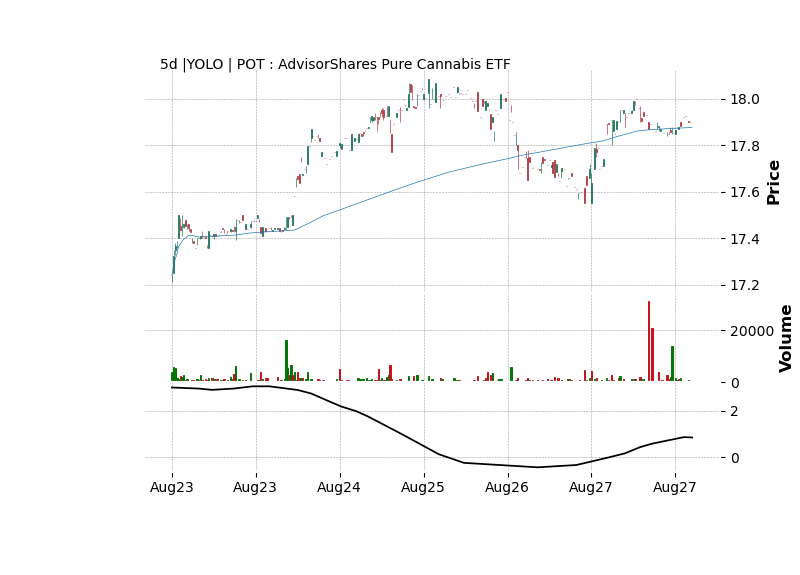 5d |YOLO | POT : AdvisorShares Pure Cannabis ETF
18.0
17.8
17.6
17.4
17.2
Price
20000
0
Volume
2
0
Aug23 Aug23 Aug24 Aug25 Aug26 Aug27 Aug27